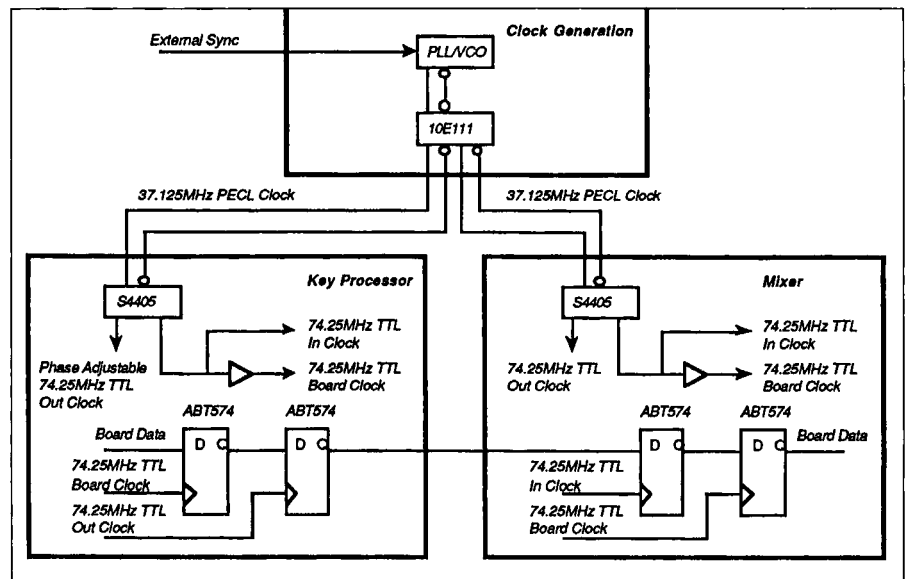 Clock Generation
External Sync
PLL/VCO
10E111
37.125MHz PECL Clock
37.125MHz PECL Clock
Key Processor
S4405
74.25MHz TTL
In Clock
Phase Adjustable
74.25MHz TTL
Out Clock
74.25MHz TTL
Board Clock
ABT574
ABT574
Board Data
D Q
D Q
74.25MHz TTL
Board Clock
74.25MHz TTL
Out Clock
Mixer
S4405
74.25MHz TTL
In Clock
74.25MHz TTL
Out Clock
74.25MHz TTL
Board Clock
ABT574
ABT574
D Q
D Q
Board Data
74.25MHz TTL
In Clock
74.25MHz TTL
Board Clock